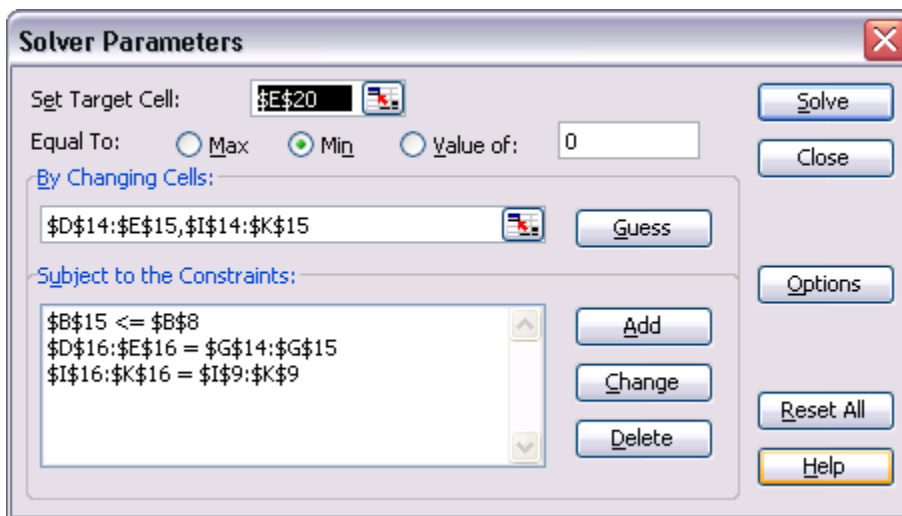 Solver Parameters
Set Target Cell: $E$20
Solve
Equal To: Max Min Value of: 0
Close
By Changing Cells:
$D$14:$E$15,$I$14:$K$15
Guess
Subject to the Constraints:
Options
$B$15 <= $B$8
$D$16:$E$16 = $G$14:$G$15
$I$16:$K$16 = $I$9:$K$9
Add
Change
Delete
Reset All
Help